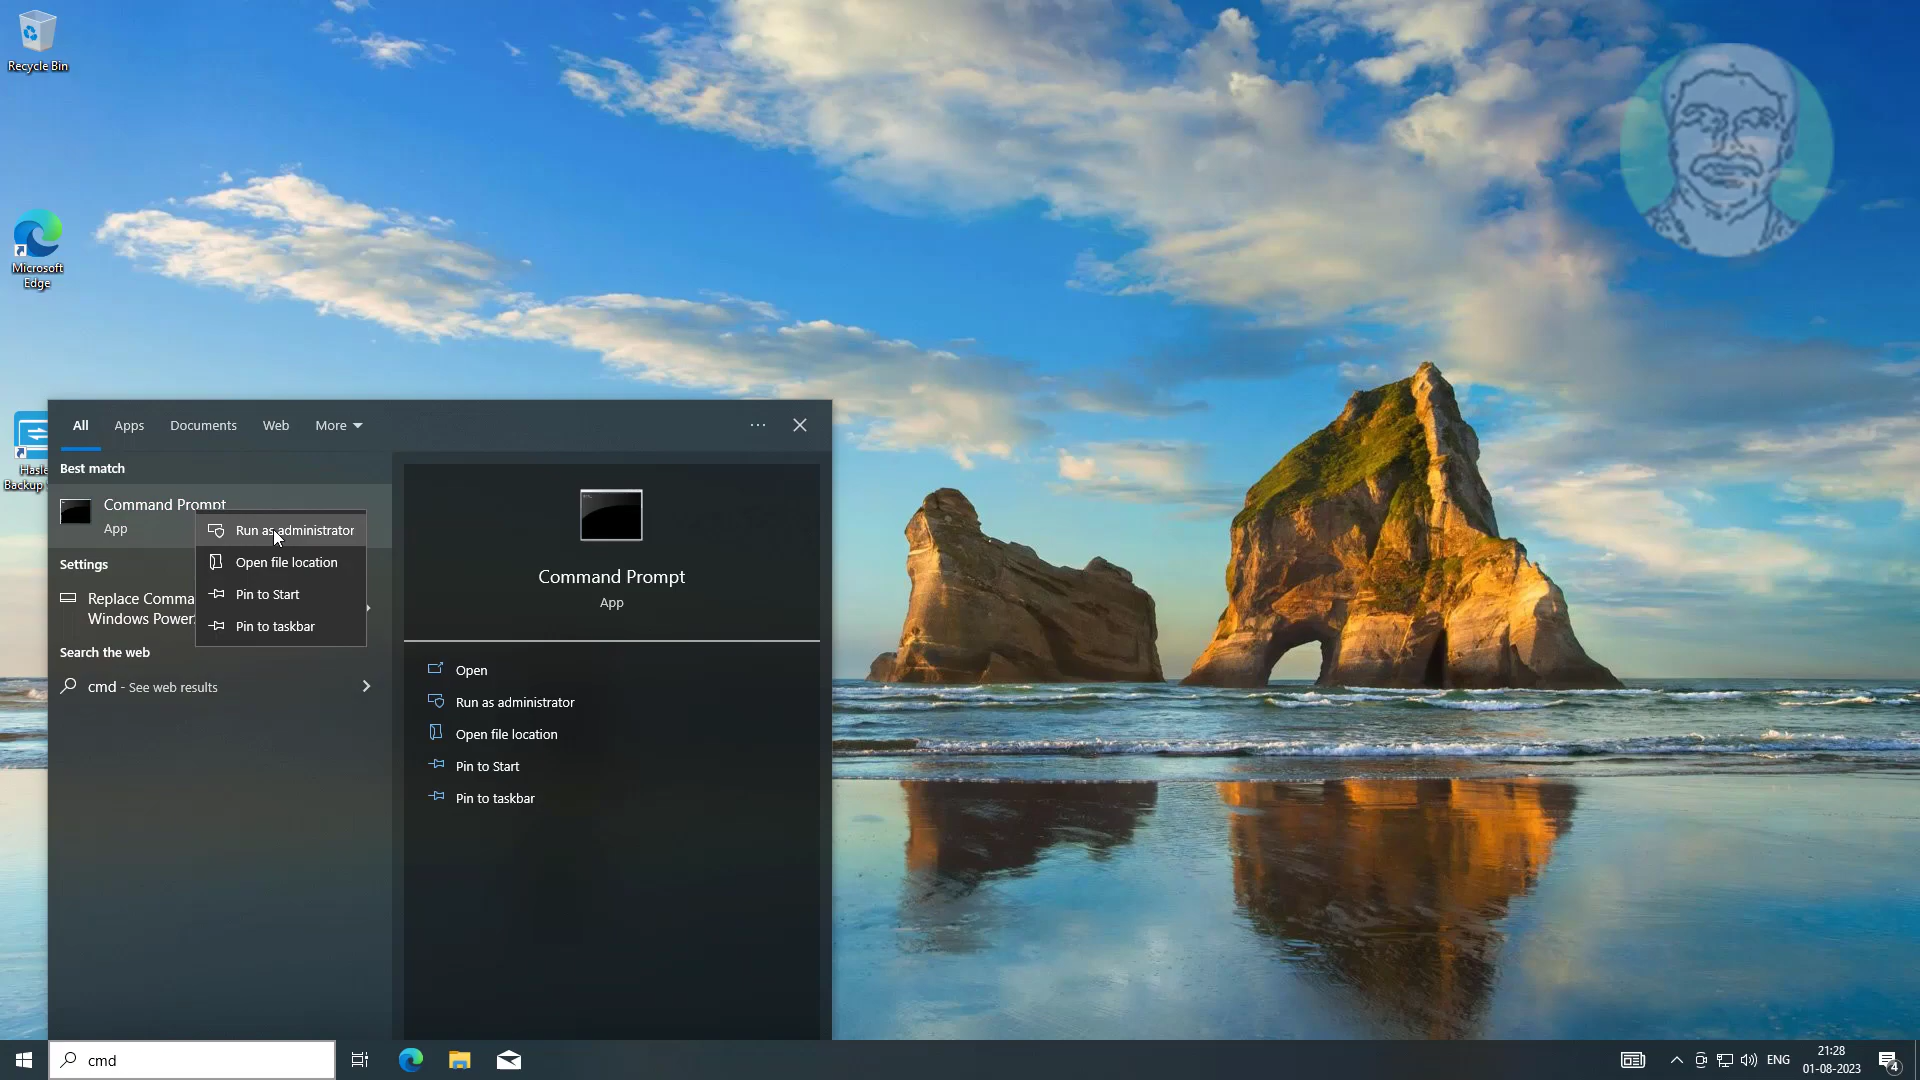 Recycle Bin
Microsoft
Edge
Hasle
Backup
All
Apps
Documents
Web
More
Best match
Command Prompt
App
Run as administrator
Open file location
Pin to Start
Pin to taskbar
Settings
Replace Comma
Windows Power
Search the web
cmd - See web results
Command Prompt
App
Open
Run as administrator
Open file location
Pin to Start
Pin to taskbar
cmd
ENG
21:28
01-08-2023
4